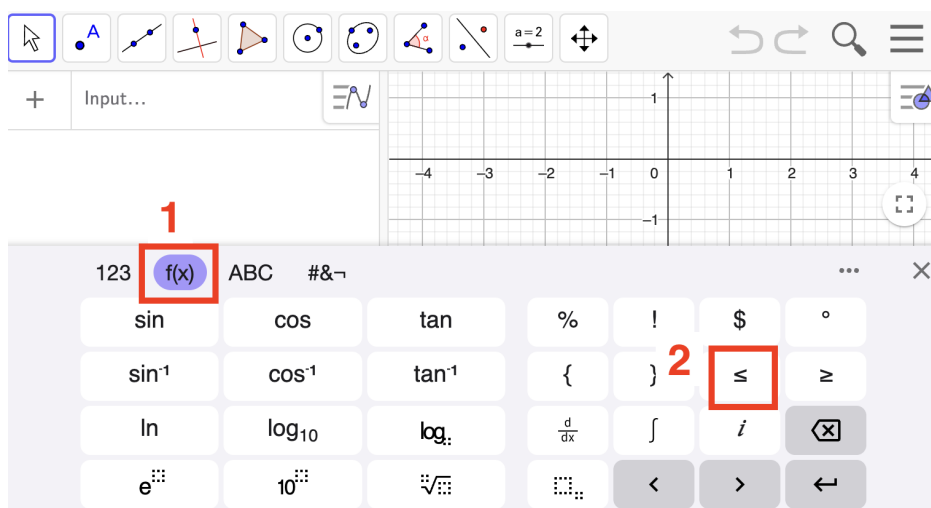 A
α
a=2
+ Input...
1
–4 –3 –2 –1 0 1 2 3 4
–1
1
123 f(x) ABC #&¬
sin cos tan % ! $ °
2
sin⁻¹ cos⁻¹ tan⁻¹ { } ≤ ≥
ln log₁₀ log d/dx ∫ i
e 10 √ < >